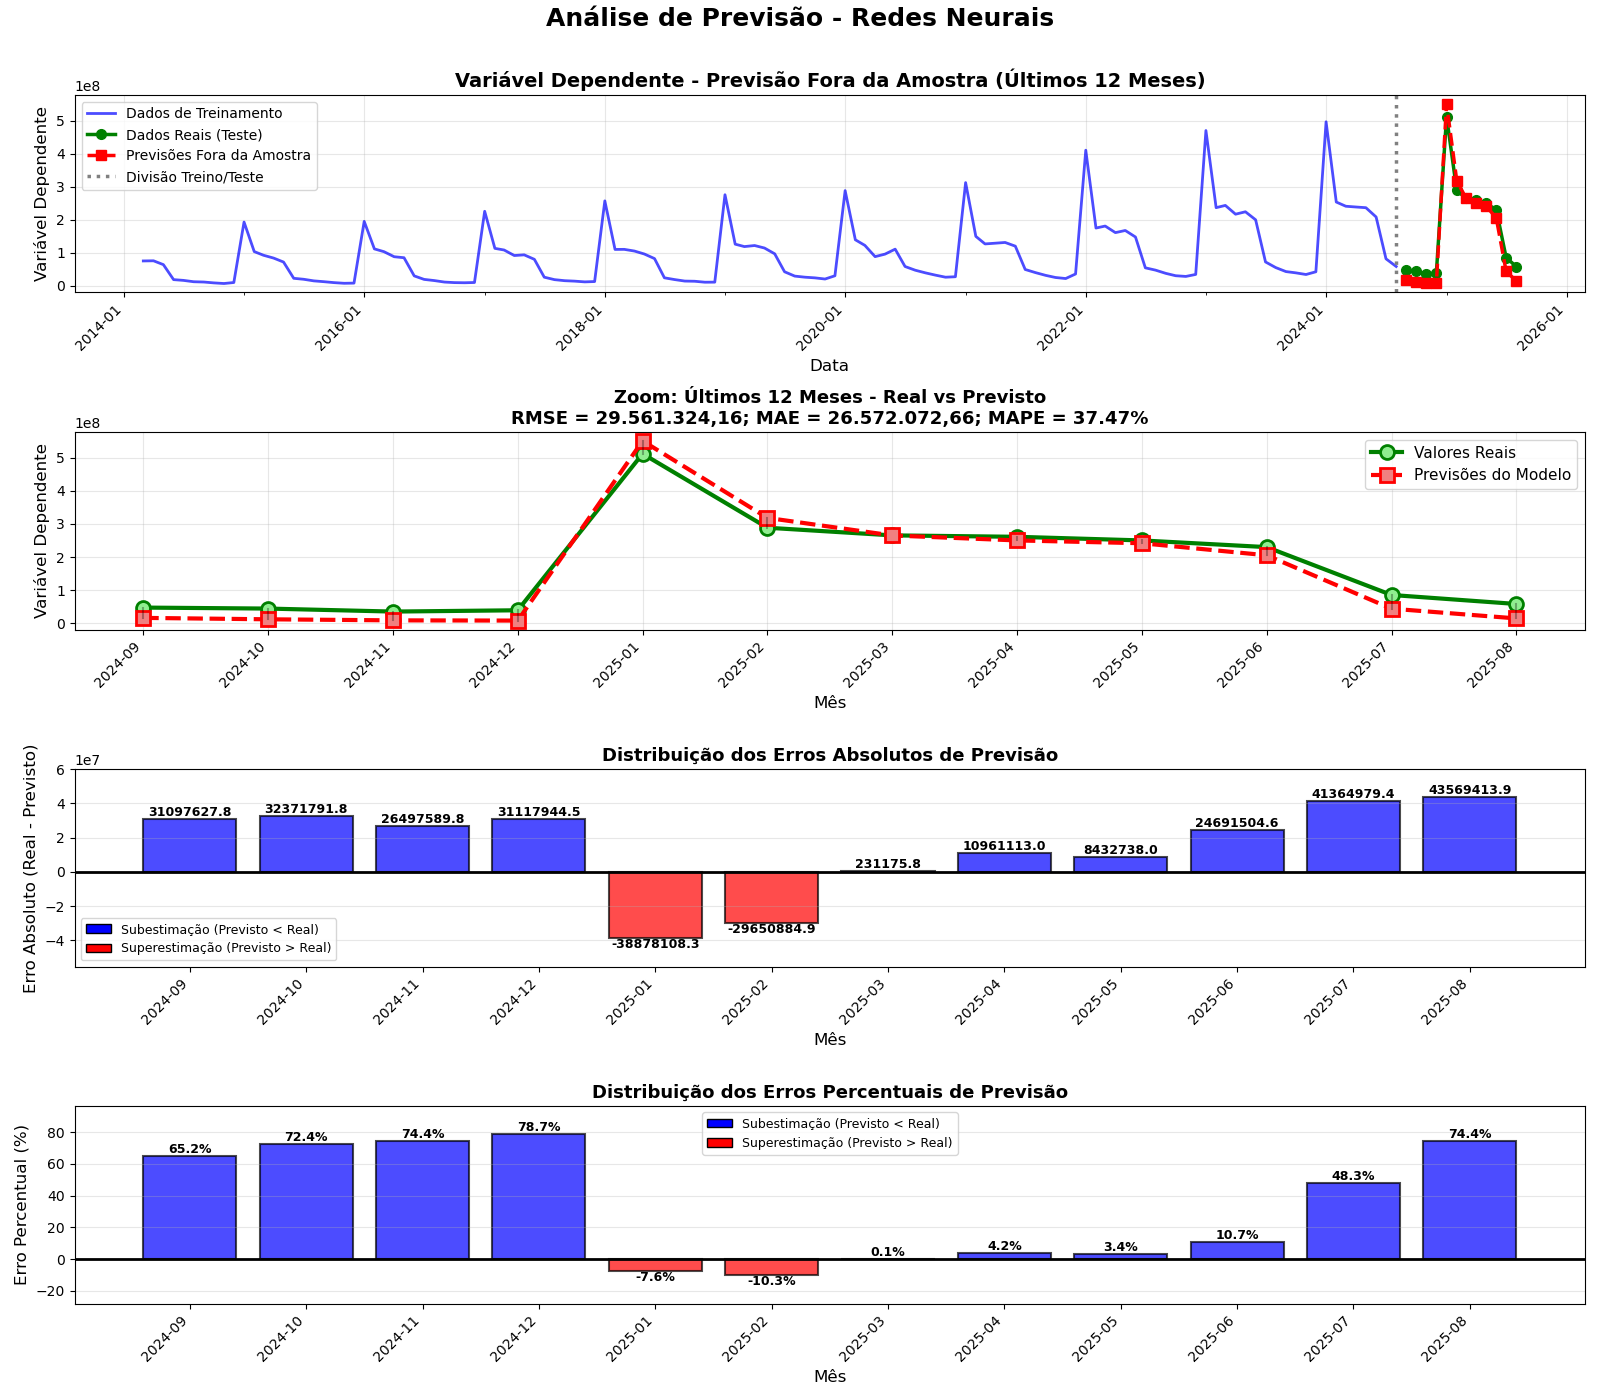 Análise de Previsão - Redes Neurais
Variável Dependente - Previsão Fora da Amostra (Últimos 12 Meses)
1e8
Variável Dependente
5
4
3
2
1
0
Dados de Treinamento
Dados Reais (Teste)
Previsões Fora da Amostra
Divisão Treino/Teste
2014-01 2016-01 2018-01 2020-01 2022-01 2024-01 2026-01
Data
Zoom: Últimos 12 Meses - Real vs Previsto
RMSE = 29.561.324,16; MAE = 26.572.072,66; MAPE = 37.47%
1e8
Variável Dependente
5
4
3
2
1
0
Valores Reais
Previsões do Modelo
2024-09 2024-10 2024-11 2024-12 2025-01 2025-02 2025-03 2025-04 2025-05 2025-06 2025-07 2025-08
Mês
Distribuição dos Erros Absolutos de Previsão
1e7
Erro Absoluto (Real - Previsto)
6
4
2
0
−2
−4
31097627.8 32371791.8 26497589.8 31117944.5 -38878108.3 -29650884.9 231175.8 10961113.0 8432738.0 24691504.6 41364979.4 43569413.9
Subestimação (Previsto < Real)
Superestimação (Previsto > Real)
2024-09 2024-10 2024-11 2024-12 2025-01 2025-02 2025-03 2025-04 2025-05 2025-06 2025-07 2025-08
Mês
Distribuição dos Erros Percentuais de Previsão
Erro Percentual (%)
80
60
40
20
0
−20
65.2% 72.4% 74.4% 78.7% -7.6% -10.3% 0.1% 4.2% 3.4% 10.7% 48.3% 74.4%
Subestimação (Previsto < Real)
Superestimação (Previsto > Real)
2024-09 2024-10 2024-11 2024-12 2025-01 2025-02 2025-03 2025-04 2025-05 2025-06 2025-07 2025-08
Mês